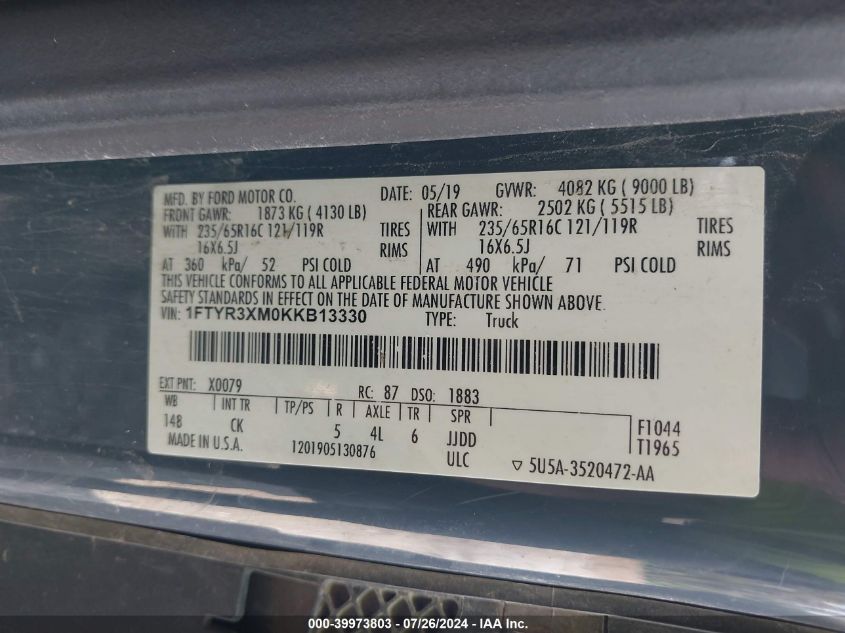 MFD. BY FORD MOTOR CO. DATE: 05/19 GVWR: 4082 KG ( 9000 LB)
FRONT GAWR: 1873 KG ( 4130 LB) REAR GAWR: 2502 KG ( 5515 LB)
WITH 235/65R16C 121/119R TIRES WITH 235/65R16C 121/119R TIRES
16X6.5J RIMS 16X6.5J RIMS
AT 360 kPa/ 52 PSI COLD AT 490 kPa/ 71 PSI COLD
THIS VEHICLE CONFORMS TO ALL APPLICABLE FEDERAL MOTOR VEHICLE
SAFETY STANDARDS IN EFFECT ON THE DATE OF MANUFACTURE SHOWN ABOVE.
VIN: 1FTYR3XM0KKB13330 TYPE: Truck
EXT PNT: X0079 RC: 87 DSO: 1883
WB INT TR TP/PS R AXLE TR SPR F1044
148 CK 5 4L 6 JJDD T1965
MADE IN U.S.A. 1201905130876 ULC ▽ 5U5A-3520472-AA
000-39973803 - 07/26/2024 - IAA, Inc.